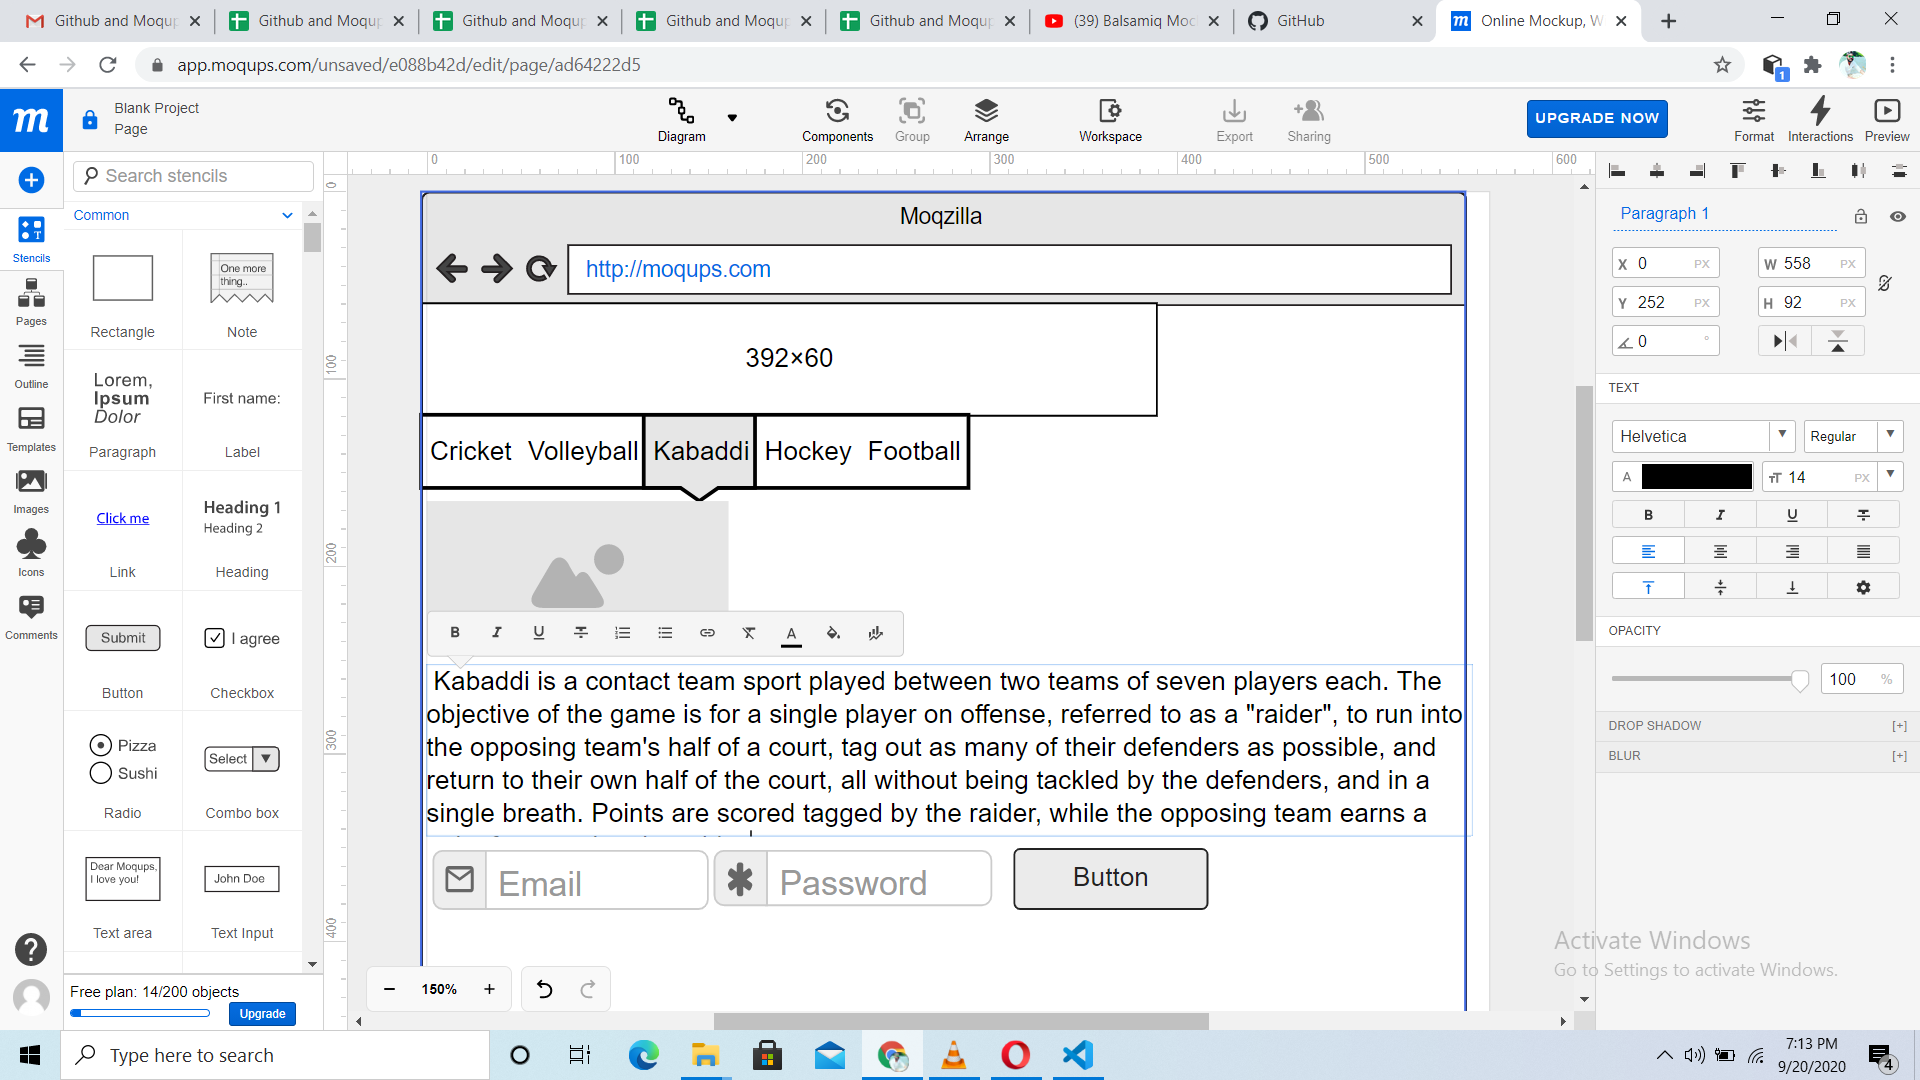 Github and Moqup
Github and Moqup
Github and Moqup
Github and Moqup
Github and Moqup
(39) Balsamiq Moc
GitHub
Online Mockup, W
app.moqups.com/unsaved/e088b42d/edit/page/ad64222d5
1
m
Blank Project
Page
Diagram
Components
Group
Arrange
Workspace
Export
Sharing
UPGRADE NOW
Format
Interactions
Preview
Stencils
Pages
Outline
Templates
Images
Icons
Comments
Search stencils
Common
One more
thing..
Rectangle
Note
Lorem,
Ipsum
Dolor
First name:
Paragraph
Label
Click me
Heading 1
Heading 2
Link
Heading
Submit
I agree
Button
Checkbox
Pizza
Sushi
Select
Radio
Combo box
Dear Moqups,
I love you!
John Doe
Text area
Text Input
Free plan: 14/200 objects
Upgrade
0 100 200 300 400 500 600
0
100
200
300
400
Moqzilla
http://moqups.com
392×60
Cricket Volleyball Kabaddi Hockey Football
B I U A
Kabaddi is a contact team sport played between two teams of seven players each. The
objective of the game is for a single player on offense, referred to as a "raider", to run into
the opposing team's half of a court, tag out as many of their defenders as possible, and
return to their own half of the court, all without being tackled by the defenders, and in a
single breath. Points are scored tagged by the raider, while the opposing team earns a
Email
Password
Button
150%
Paragraph 1
X 0 PX
W 558 PX
Y 252 PX
H 92 PX
0 °
TEXT
Helvetica
Regular
A
TT 14 PX
B I U
OPACITY
100 %
DROP SHADOW [+]
BLUR [+]
Activate Windows
Go to Settings to activate Windows.
Type here to search
7:13 PM
9/20/2020
4